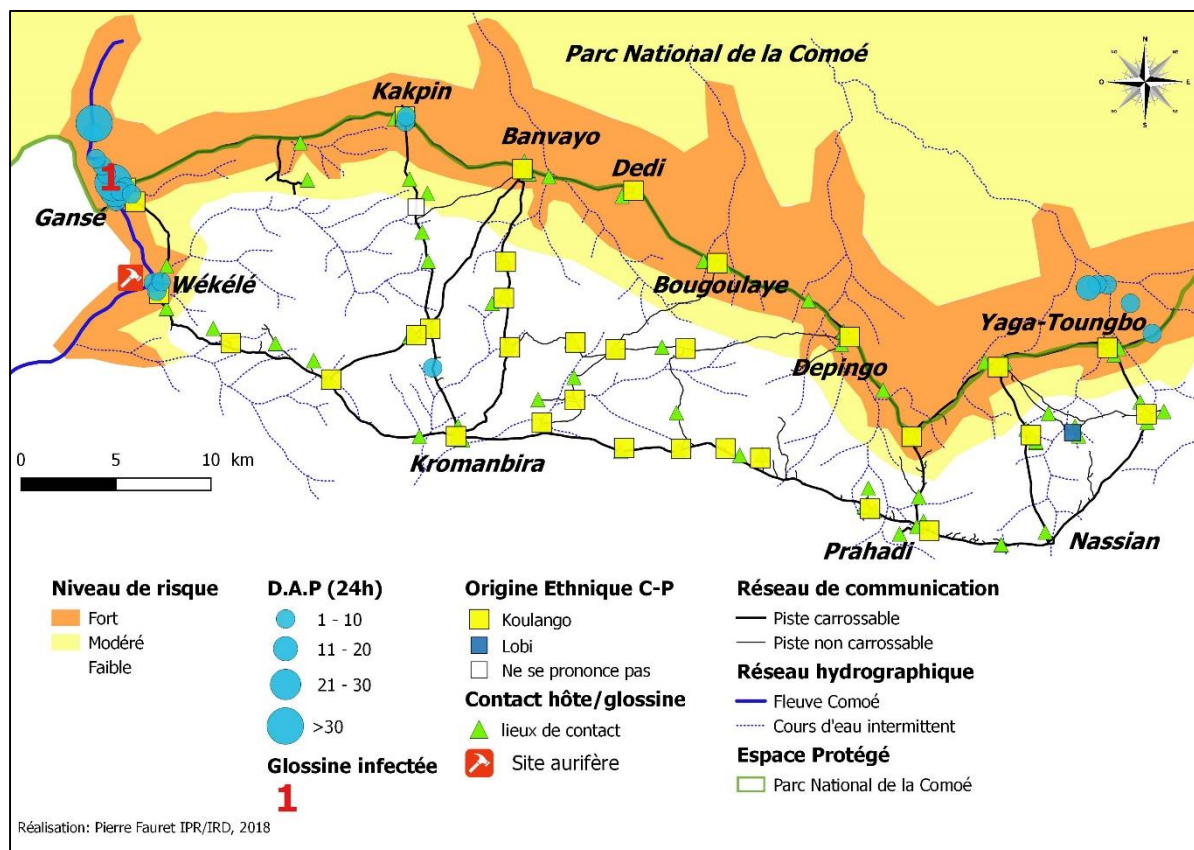 Parc National de la Comoé
N
O
E
S
Kakpin
Banvayo
Dedi
1
Gansé
Wékélé
Bougoulaye
Yaga-Toungbo
Depingo
0 5 10 km
Kromanbira
Prahadi
Nassian
Niveau de risque
Fort
Modéré
Faible
D.A.P (24h)
1 - 10
11 - 20
21 - 30
>30
Glossine infectée
1
Origine Ethnique C-P
Koulango
Lobi
Ne se prononce pas
Contact hôte/glossine
lieux de contact
Site aurifère
Réseau de communication
Piste carrossable
Piste non carrossable
Réseau hydrographique
Fleuve Comoé
Cours d'eau intermittent
Espace Protégé
Parc National de la Comoé
Réalisation: Pierre Fauret IPR/IRD, 2018